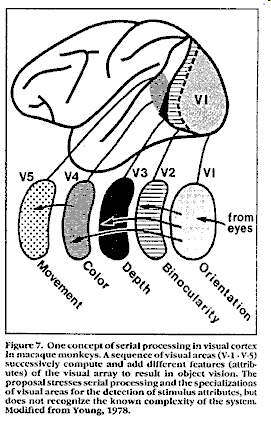 V1
V5
V4
V3
V2
V1
from
eyes
Movement
Color
Depth
Binocularity
Orientation
Figure 7. One concept of serial processing in visual cortex
in macaque monkeys. A sequence of visual areas (V-1 - V-5)
successively compute and add different features (attrib-
utes) of the visual array to result in object vision. The
proposal stresses serial processing and the specializations
of visual areas for the detection of stimulus attributes, but
does not recognize the known complexity of the system.
Modified from Young, 1978.